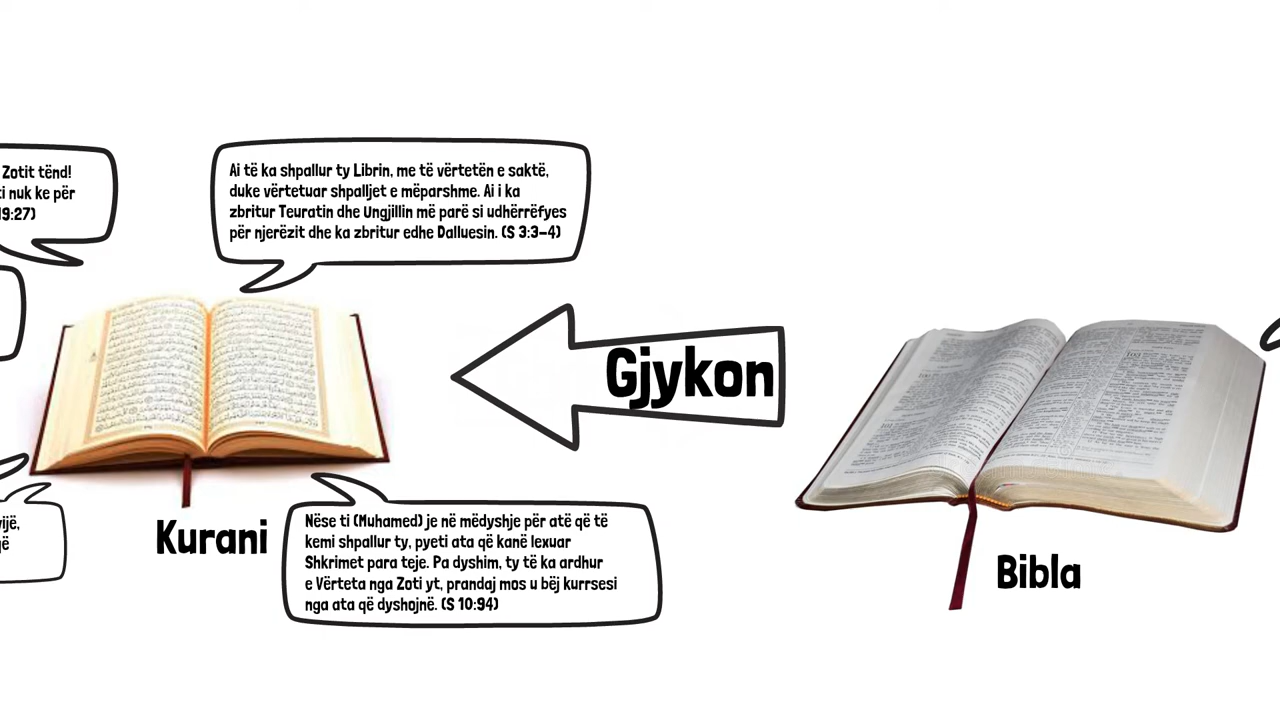 Zotit tënd!
nuk ke për
19:27)
Ai të ka shpallur ty Librin, me të vërtetën e saktë,
duke vërtetuar shpalljet e mëparshme. Ai i ka
zbritur Teuratin dhe Ungjillin më parë si udhërrëfyes
për njerëzit dhe ka zbritur edhe Dalluesin. (S 3:3-4)
Gjykon
Kurani
Nëse ti (Muhamed) je në mëdyshje për atë që të
kemi shpallur ty, pyeti ata që kanë lexuar
Shkrimet para teje. Pa dyshim, ty të ka ardhur
e Vërteta nga Zoti yt, prandaj mos u bëj kurrsesi
nga ata që dyshojnë. (S 10:94)
Bibla